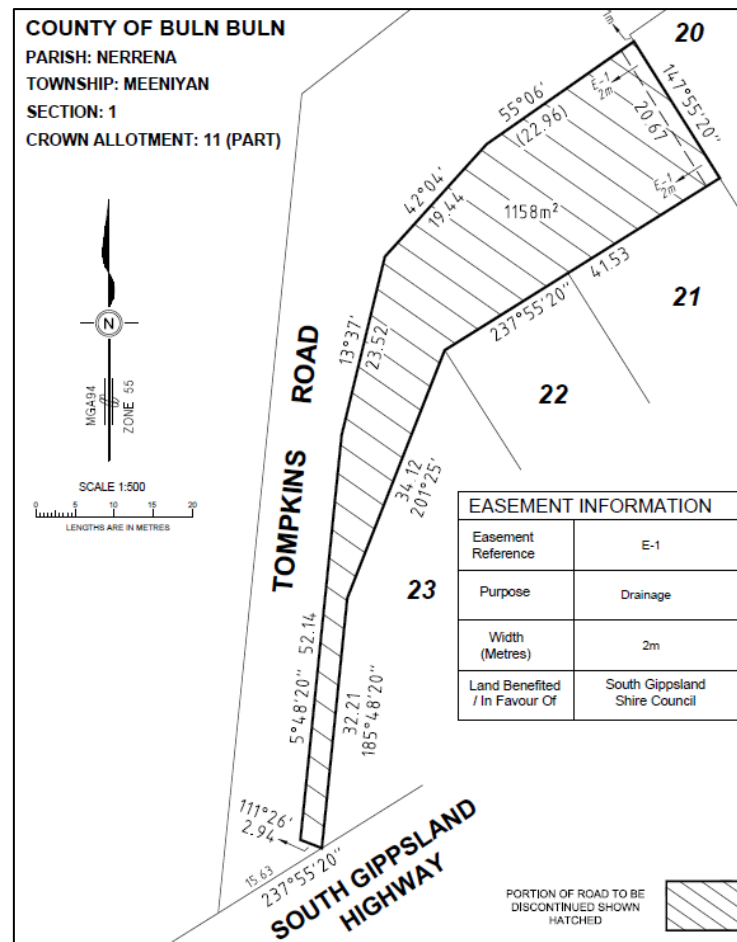 COUNTY OF BULN BULN
PARISH: NERRENA
TOWNSHIP: MEENIYAN
SECTION: 1
CROWN ALLOTMENT: 11 (PART)
1m
20
147°55'20"
E-1
2m
20.67
55°06'
(22.96)
E-1
2m
42°04'
19.44
1158m²
41.53
237°55'20"
21
22
N
MGA94
ZONE 55
SCALE 1:500
0 5 10 15 20
LENGTHS ARE IN METRES
13°37'
23.52
TOMPKINS ROAD
34.12
201°25'
23
5°48'20" 52.14
32.21
185°48'20"
111°26'
2.94
15.63
237°55'20"
SOUTH GIPPSLAND
HIGHWAY
EASEMENT INFORMATION
Easement
Reference
E-1
Purpose
Drainage
Width
(Metres)
2m
Land Benefited
/ In Favour Of
South Gippsland
Shire Council
PORTION OF ROAD TO BE
DISCONTINUED SHOWN
HATCHED